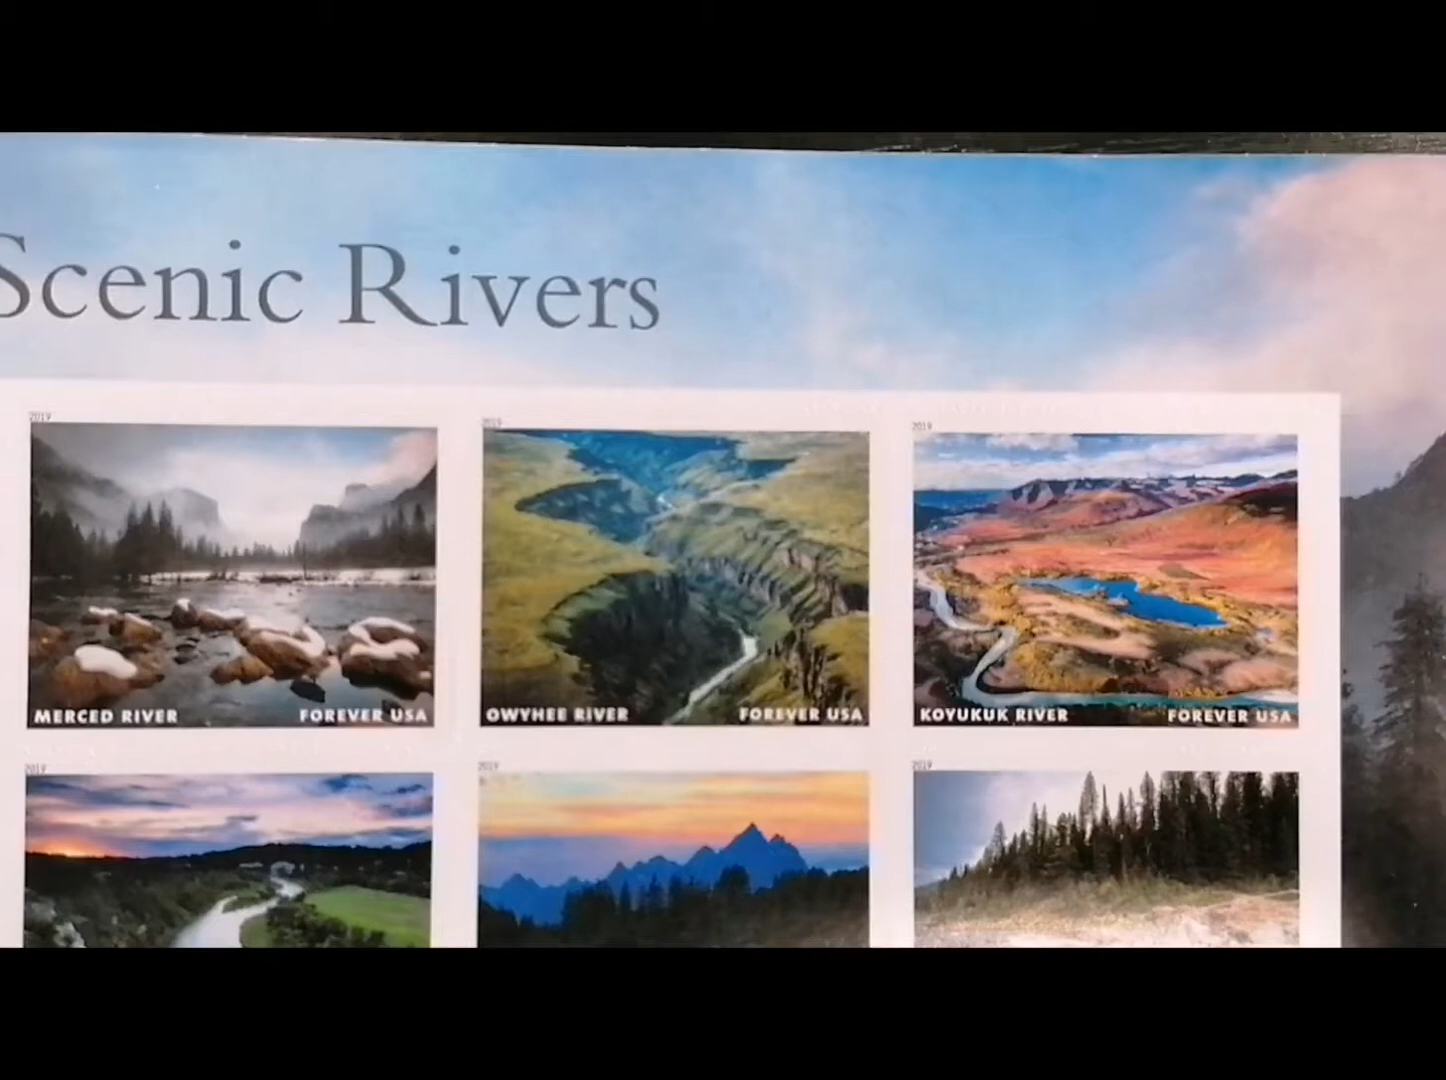 Scenic Rivers
2019
2019
2019
MERCED RIVER
FOREVER USA
OWYHEE RIVER
FOREVER USA
KOYUKUK RIVER
FOREVER USA
2019
2019
2019